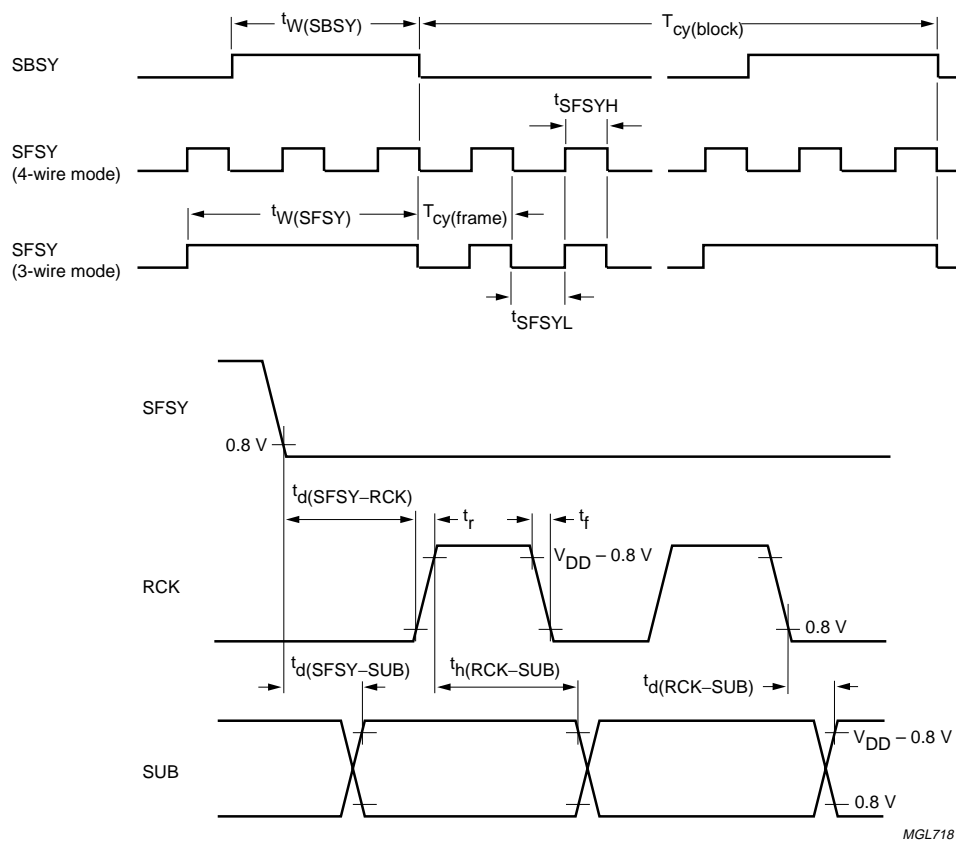 tW(SBSY)
Tcy(block)
SBSY
tSFSYH
SFSY
(4-wire mode)
tW(SFSY)
Tcy(frame)
SFSY
(3-wire mode)
tSFSYL
SFSY
0.8 V
td(SFSY–RCK)
tr
tf
VDD – 0.8 V
RCK
0.8 V
td(SFSY–SUB)
th(RCK–SUB)
td(RCK–SUB)
VDD – 0.8 V
SUB
0.8 V
MGL718